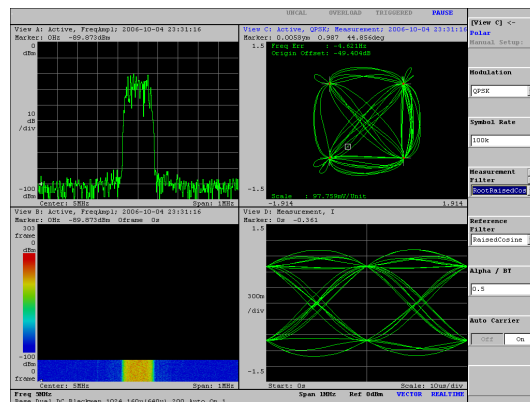 UNCAL OVERLOAD TRIGGERED PAUSE
View A: Active, FreqAmpl; 2006-10-04 23:31:16
Marker: 0Hz -89.873dBm
0
dBm
10
dB
/div
-100
dBm
Center: 5MHz Span: 1MHz
View C: Active, QPSK; Measurement; 2006-10-04 23:31:16
Marker: 0.00Sym 0.987 44.856deg
1.5
Freq Err : -4.621Hz
Origin Offset: -49.404dB
Scale : 97.759mV/Unit
-1.5
-1.914 1.914
View B: Active, FreqAmpl; 2006-10-04 23:31:16
Marker: 0Hz -89.873dBm 0frame 0s
303
frame
0
dBm
-100
dBm
0
frame
Center: 5MHz Span: 1MHz
View D: Measurement, I
Marker: 0s -0.361
1.5
300m
/div
-1.5
Start: 0s Scale: 10us/div
Freq 5MHz Span 1MHz Ref 0dBm VECTOR REALTIME
[View C] <-
Polar
Manual Setup:
Modulation
QPSK
Symbol Rate
100k
Measurement
Filter
RootRaisedCos
Reference
Filter
RaisedCosine
Alpha / BT
0.5
Auto Carrier
Off On